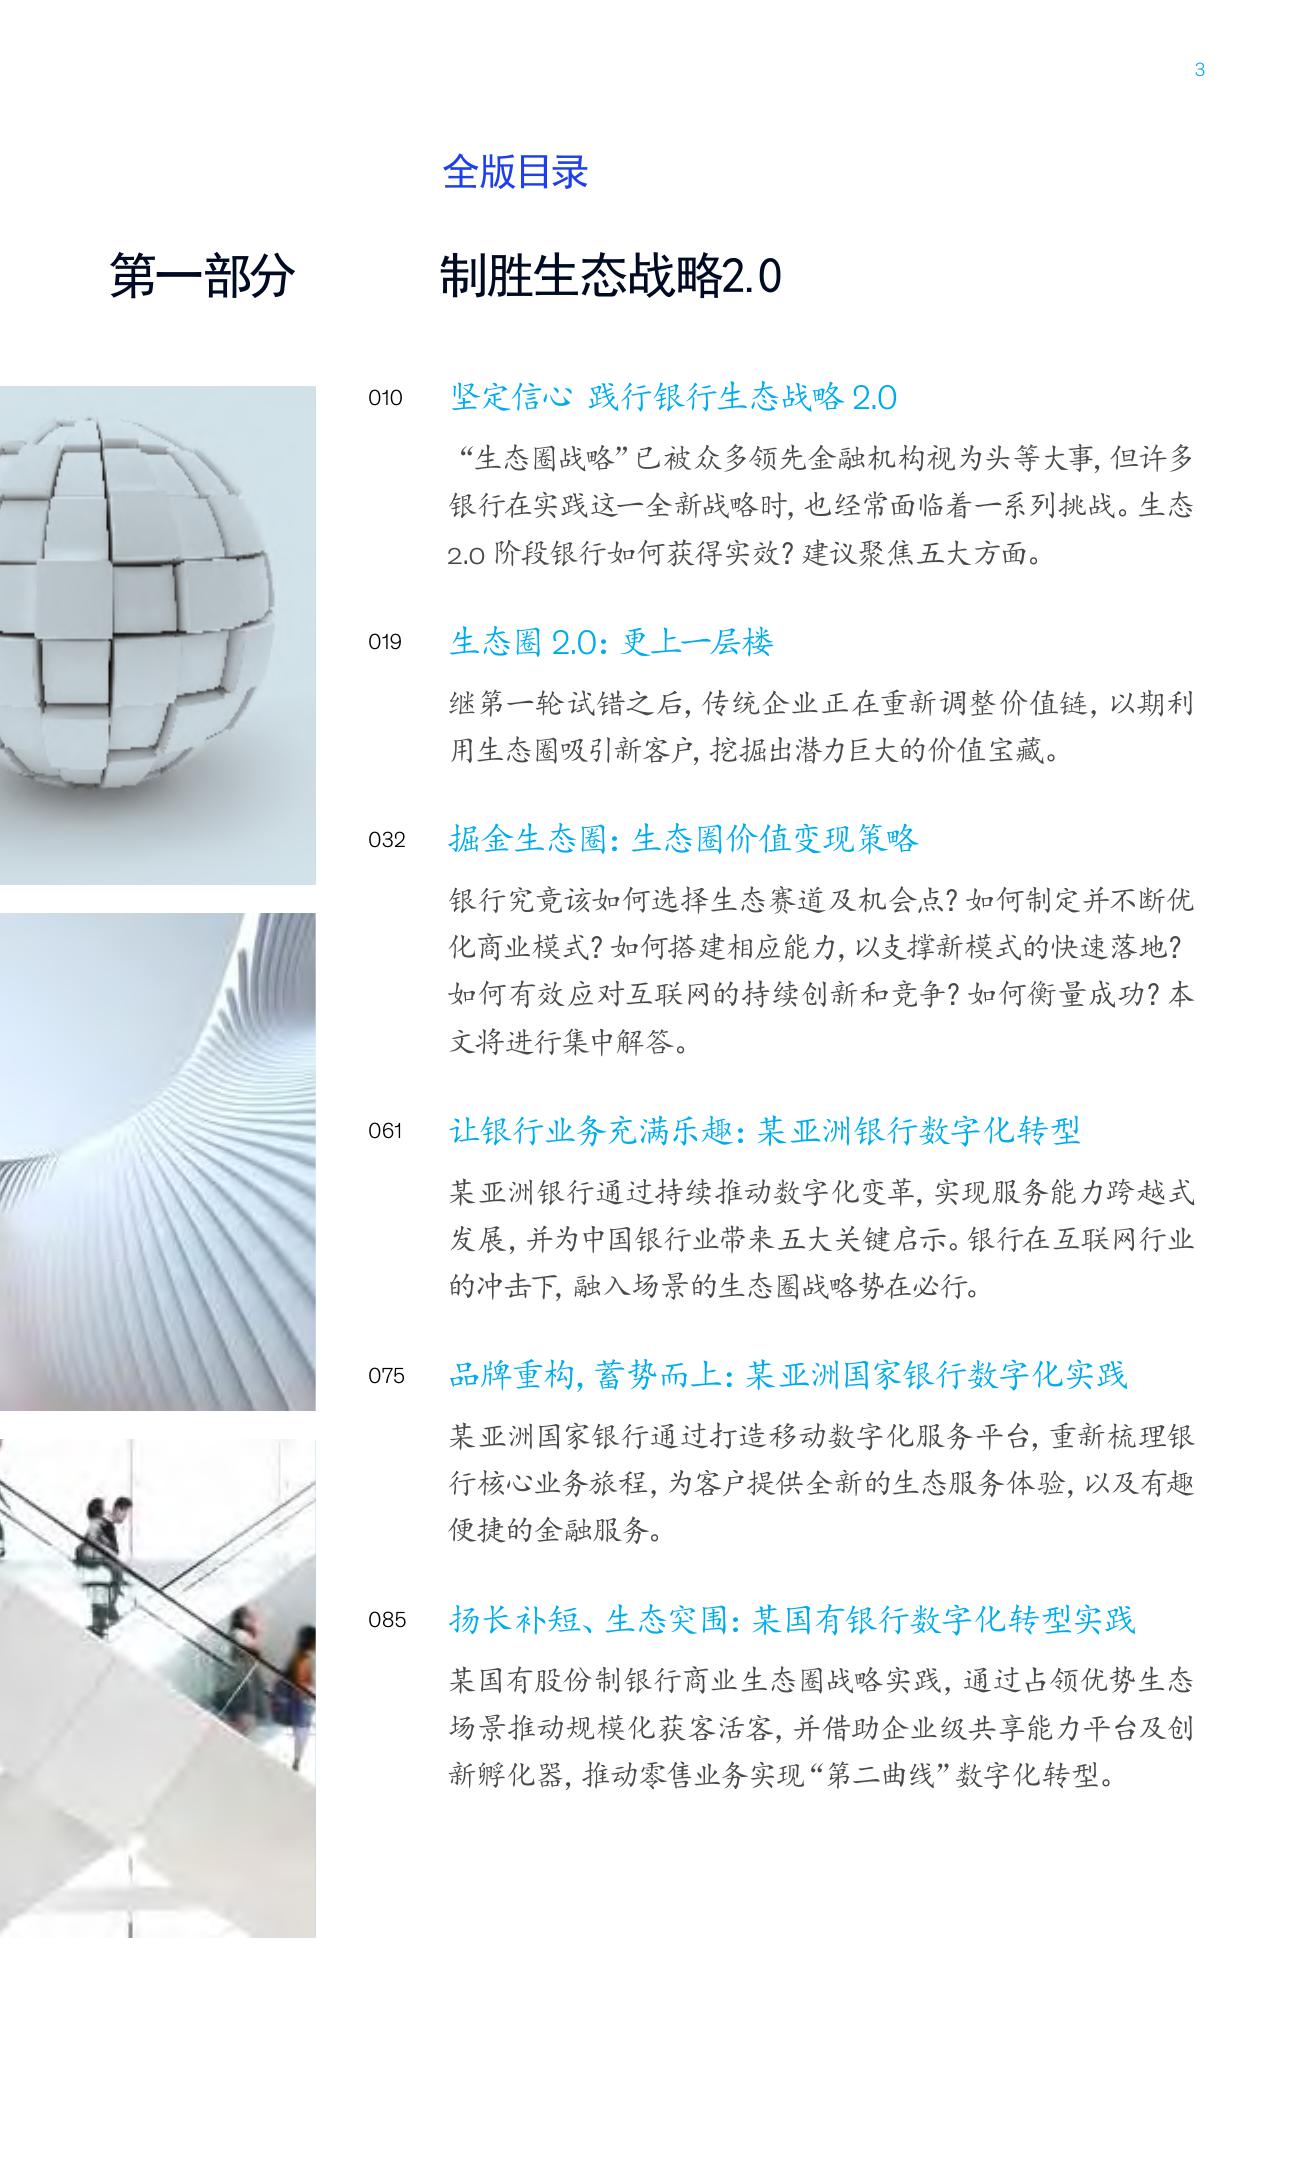 3
全版目录
第一部分 制胜生态战略2.0
010 坚定信心 践行银行生态战略 2.0
“生态圈战略”已被众多领先金融机构视为头等大事，但许多
银行在实践这一全新战略时，也经常面临着一系列挑战。生态
2.0 阶段银行如何获得实效？建议聚焦五大方面。
019 生态圈 2.0：更上一层楼
继第一轮试错之后，传统企业正在重新调整价值链，以期利
用生态圈吸引新客户，挖掘出潜力巨大的价值宝藏。
032 掘金生态圈：生态圈价值变现策略
银行究竟该如何选择生态赛道及机会点？如何制定并不断优
化商业模式？如何搭建相应能力，以支撑新模式的快速落地？
如何有效应对互联网的持续创新和竞争？如何衡量成功？本
文将进行集中解答。
061 让银行业务充满乐趣：某亚洲银行数字化转型
某亚洲银行通过持续推动数字化变革，实现服务能力跨越式
发展，并为中国银行业带来五大关键启示。银行在互联网行业
的冲击下，融入场景的生态圈战略势在必行。
075 品牌重构，蓄势而上：某亚洲国家银行数字化实践
某亚洲国家银行通过打造移动数字化服务平台，重新梳理银
行核心业务旅程，为客户提供全新的生态服务体验，以及有趣
便捷的金融服务。
085 扬长补短、生态突围：某国有银行数字化转型实践
某国有股份制银行商业生态圈战略实践，通过占领优势生态
场景推动规模化获客活客，并借助企业级共享能力平台及创
新孵化器，推动零售业务实现“第二曲线”数字化转型。